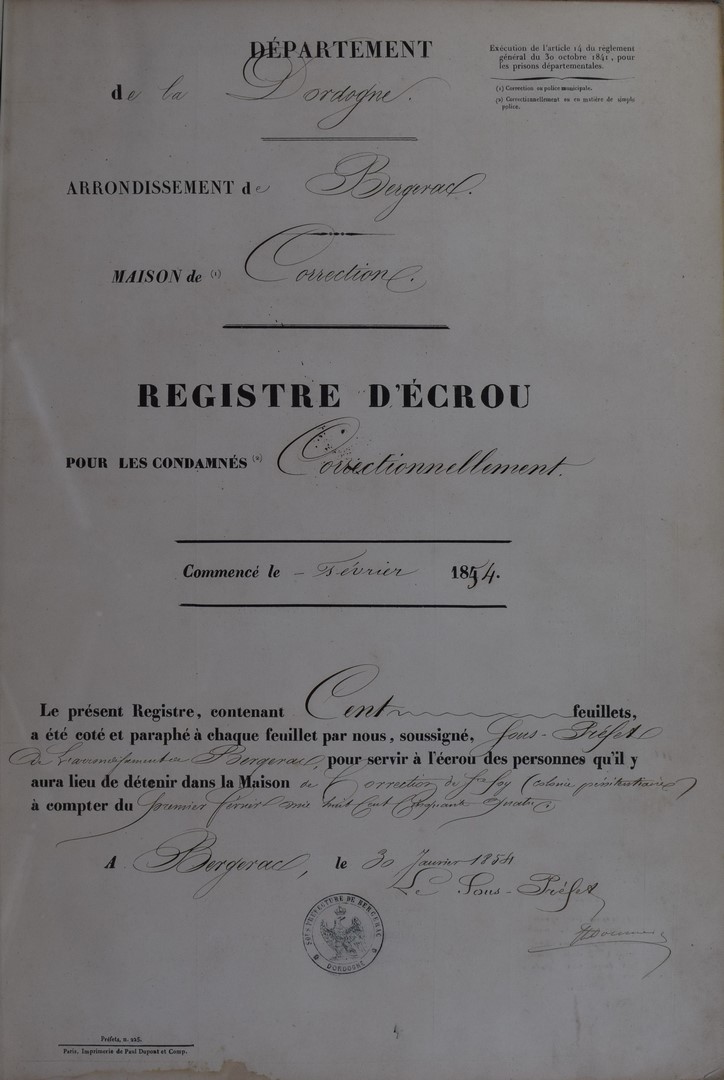 DÉPARTEMENT
de la Dordogne.
Exécution de l'article 14 du règlement
général du 30 octobre 1841, pour
les prisons départementales.
(1) Correction ou police municipale.
(2) Correctionnellement ou en matière de simple
police.
ARRONDISSEMENT de Bergerac.
MAISON de (1) Correction.
REGISTRE D'ÉCROU
POUR LES CONDAMNÉS (2) Correctionnellement.
Commencé le - Février 1854.
Le présent Registre, contenant Cent feuillets,
a été coté et paraphé à chaque feuillet par nous, soussigné, Sous-Préfet
de l'arrondissement de Bergerac, pour servir à l'écrou des personnes qu'il y
aura lieu de détenir dans la Maison de Correction de Ste foy (colonie pénitentiaire)
à compter du premier février mil huit Cent Cinquante quatre.
A Bergerac, le 30 Janvier 1854
Le Sous-Préfet
SOUS-PRÉFECTURE DE BERGERAC
DORDOGNE
Préfets, n. 228.
Paris, Imprimerie de Paul Dupont et Comp.